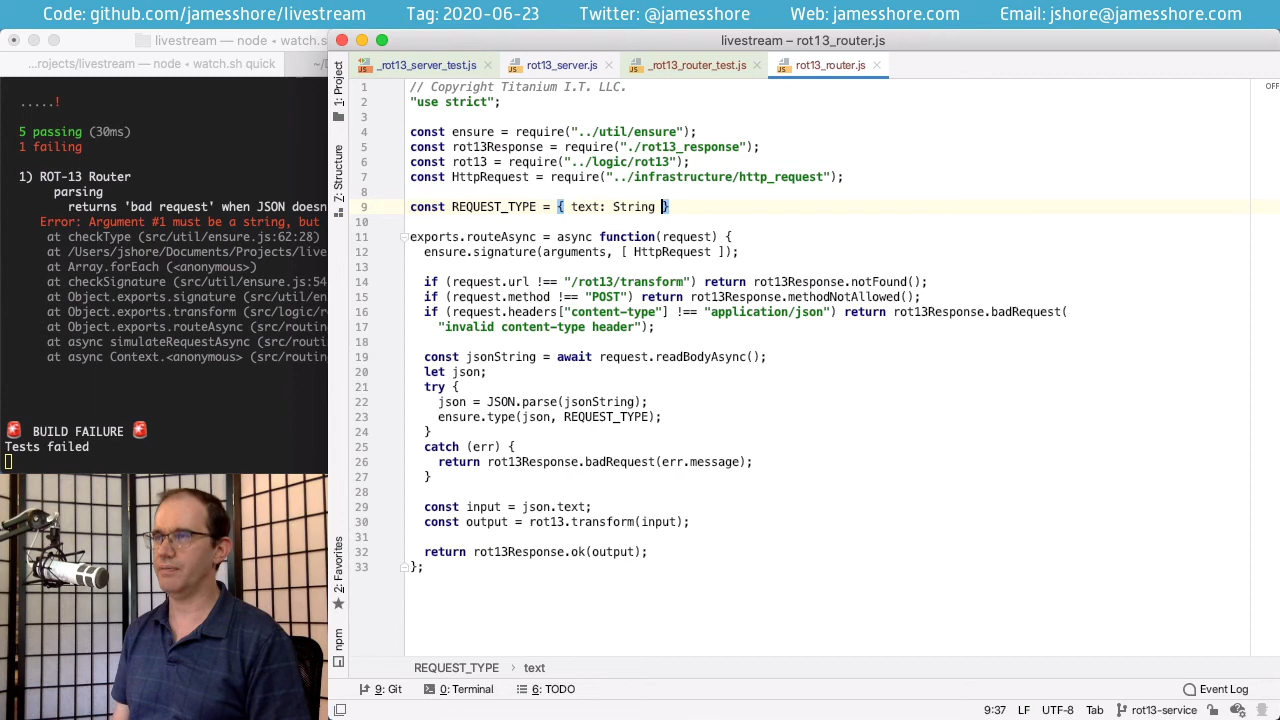 Code: github.com/jamesshore/livestream Tag: 2020-06-23 Twitter: @jamesshore Web: jamesshore.com Email: jshore@jamesshore.com
livestream — node ◂ watch.s
livestream – rot13_router.js
...rojects/livestream — node ◂ watch.sh quick
_rot13_server_test.js
rot13_server.js
_rot13_router_test.js
rot13_router.js
.....!
5 passing (30ms)
1 failing
1) ROT-13 Router
parsing
returns 'bad request' when JSON doesn
Error: Argument #1 must be a string, but
at checkType (src/util/ensure.js:62:28)
at /Users/jshore/Documents/Projects/live
at Array.forEach (<anonymous>)
at checkSignature (src/util/ensure.js:54
at Object.exports.signature (src/util/en
at Object.exports.transform (src/logic/r
at Object.exports.routeAsync (src/routin
at async simulateRequestAsync (src/routi
at async Context.<anonymous> (src/routin
BUILD FAILURE
Tests failed
1: Project
7: Structure
2: Favorites
npm
OFF
1 // Copyright Titanium I.T. LLC.
2 "use strict";
3
4 const ensure = require("../util/ensure");
5 const rot13Response = require("./rot13_response");
6 const rot13 = require("../logic/rot13");
7 const HttpRequest = require("../infrastructure/http_request");
8
9 const REQUEST_TYPE = { text: String }
10
11 exports.routeAsync = async function(request) {
12 ensure.signature(arguments, [ HttpRequest ]);
13
14 if (request.url !== "/rot13/transform") return rot13Response.notFound();
15 if (request.method !== "POST") return rot13Response.methodNotAllowed();
16 if (request.headers["content-type"] !== "application/json") return rot13Response.badRequest(
17 "invalid content-type header");
18
19 const jsonString = await request.readBodyAsync();
20 let json;
21 try {
22 json = JSON.parse(jsonString);
23 ensure.type(json, REQUEST_TYPE);
24 }
25 catch (err) {
26 return rot13Response.badRequest(err.message);
27 }
28
29 const input = json.text;
30 const output = rot13.transform(input);
31
32 return rot13Response.ok(output);
33 };
REQUEST_TYPE › text
9: Git
0: Terminal
6: TODO
Event Log
9:37 LF UTF-8 Tab rot13-service